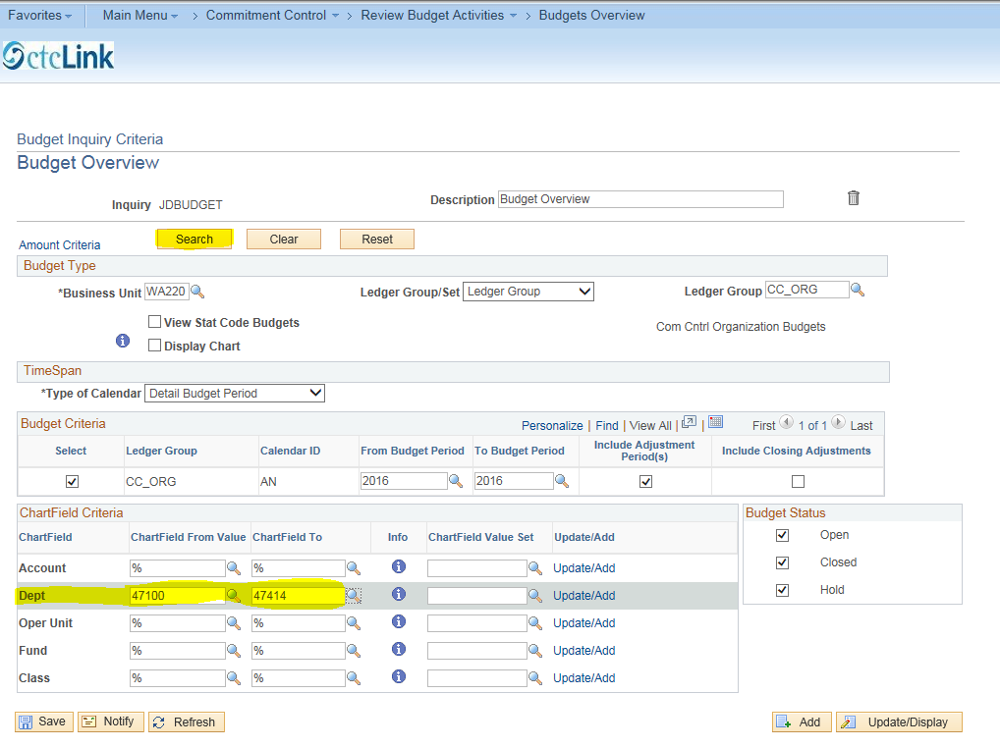 Favorites Main Menu > Commitment Control > Review Budget Activities > Budgets Overview
ctcLink
Budget Inquiry Criteria
Budget Overview
Inquiry JDBUDGET Description Budget Overview
Amount Criteria Search Clear Reset
Budget Type
*Business Unit WA220 Ledger Group/Set Ledger Group Ledger Group CC_ORG
View Stat Code Budgets Com Cntrl Organization Budgets
Display Chart
TimeSpan
*Type of Calendar Detail Budget Period
Budget Criteria Personalize | Find | View All | | First 1 of 1 Last
Select Ledger Group Calendar ID From Budget Period To Budget Period Include Adjustment Period(s) Include Closing Adjustments
CC_ORG AN 2016 2016
ChartField Criteria
ChartField ChartField From Value ChartField To Info ChartField Value Set Update/Add
Account % % Update/Add
Dept 47100 47414 Update/Add
Oper Unit % % Update/Add
Fund % % Update/Add
Class % % Update/Add
Budget Status
Open
Closed
Hold
Save Notify Refresh Add Update/Display